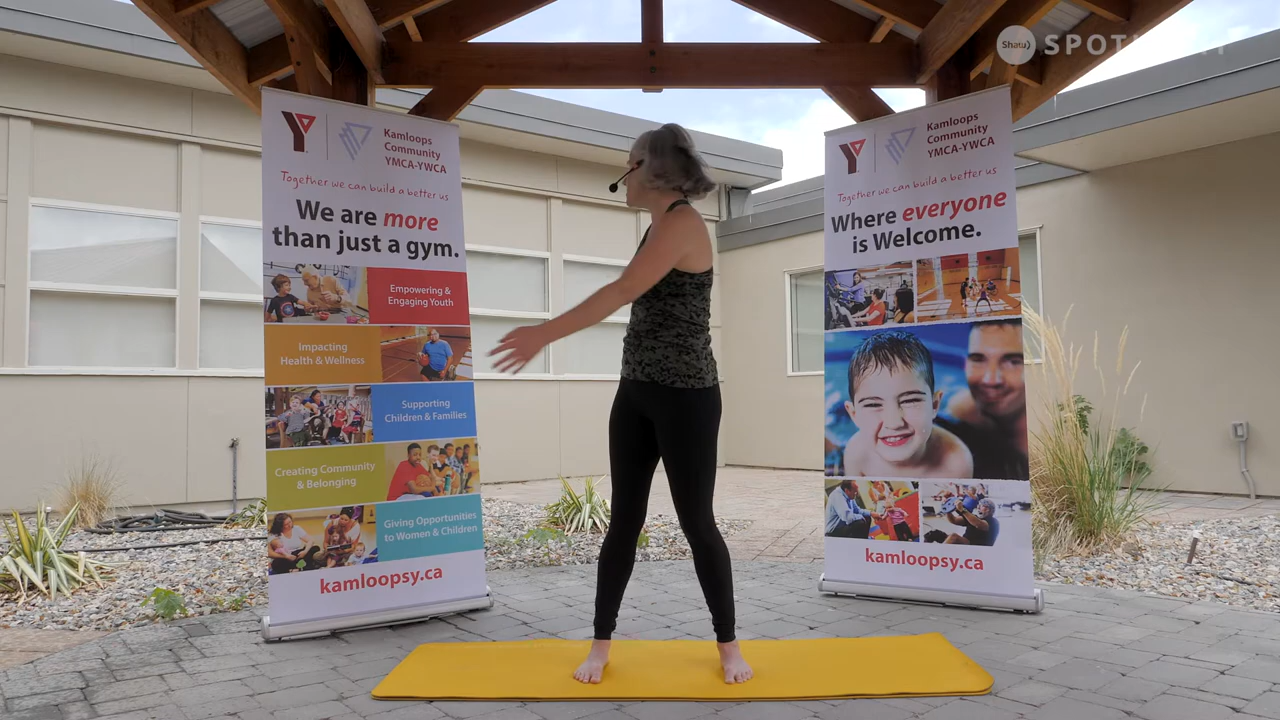 Shaw)
Kamloops
Community
YMCA-YWCA
Together we can build a better us
We are more
than just a gym.
Empowering &
Engaging Youth
Impacting
Health & Wellness
Supporting
Children & Families
Creating Community
& Belonging
Giving Opportunities
to Women & Children
kamloopsy.ca
Kamloops
Community
YMCA-YWCA
Together we can build a better us
Where everyone
is Welcome.
kamloopsy.ca